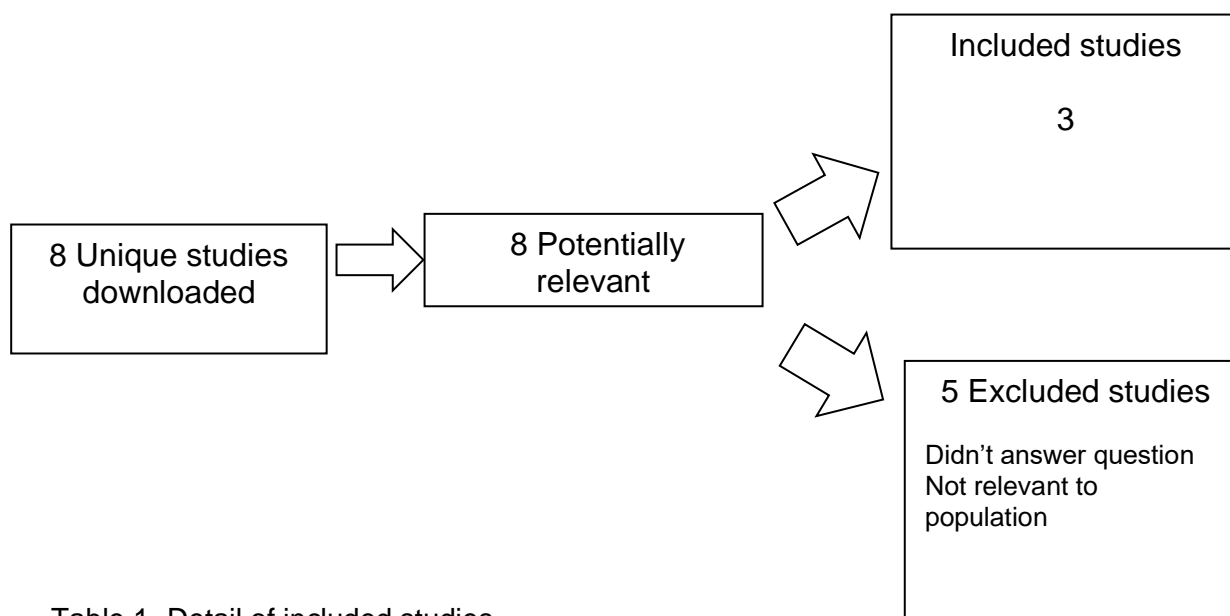 8 Unique studies
downloaded
8 Potentially
relevant
Included studies
3
5 Excluded studies
Didn’t answer question
Not relevant to
population
Table 1- Detail of included studies